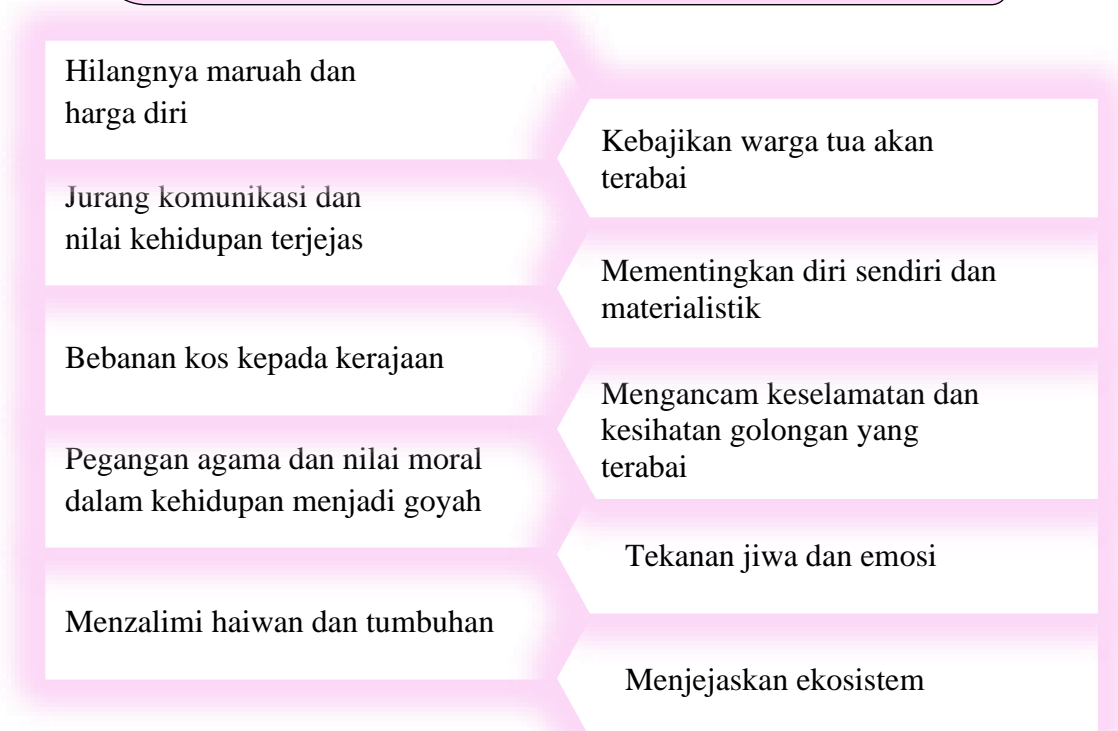 Hilangnya maruah dan
harga diri
Kebajikan warga tua akan
terabai
Jurang komunikasi dan
nilai kehidupan terjejas
Mementingkan diri sendiri dan
materialistik
Bebanan kos kepada kerajaan
Mengancam keselamatan dan
kesihatan golongan yang
terabai
Pegangan agama dan nilai moral
dalam kehidupan menjadi goyah
Tekanan jiwa dan emosi
Menzalimi haiwan dan tumbuhan
Menjejaskan ekosistem